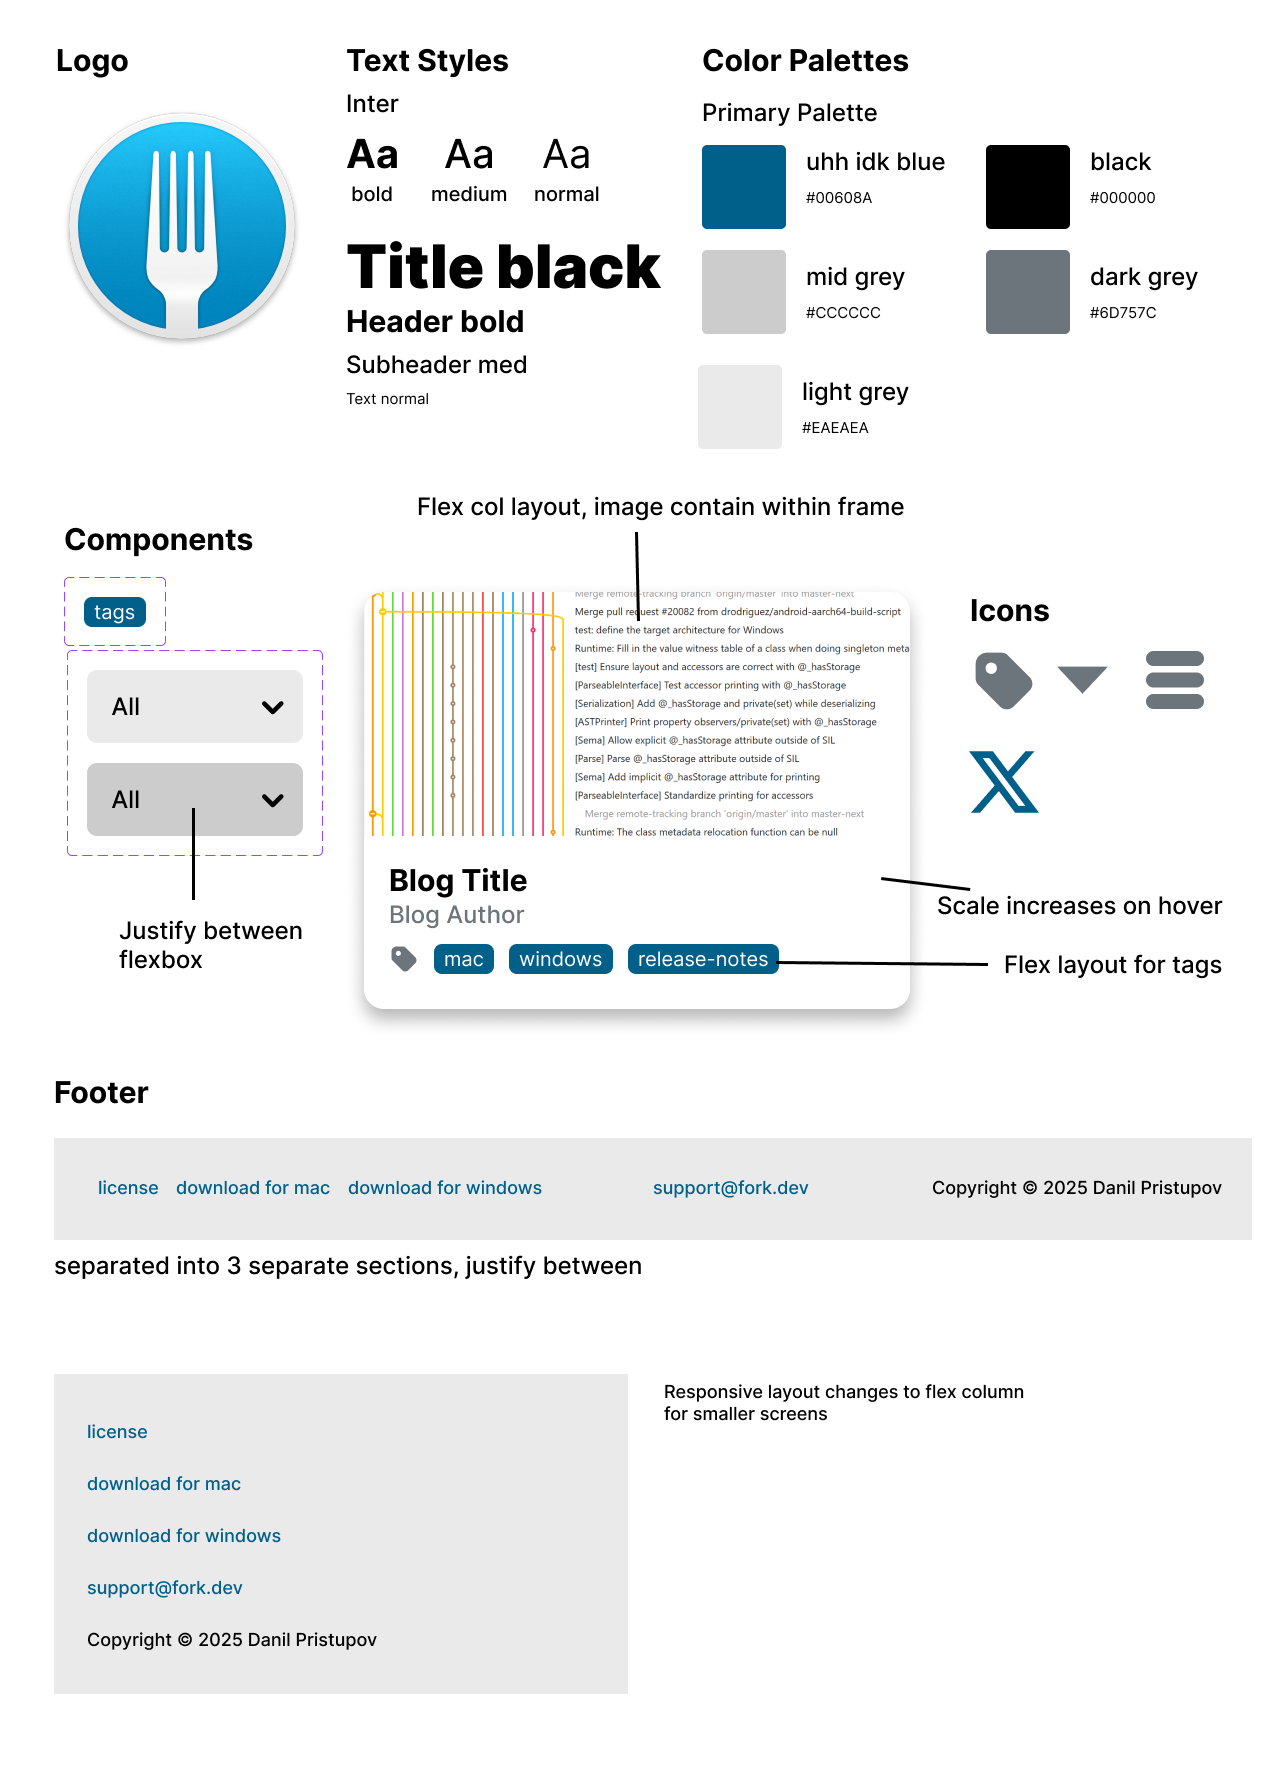 Logo
Text Styles
Inter
Aa Aa Aa
bold medium normal
Title black
Header bold
Subheader med
Text normal
Color Palettes
Primary Palette
uhh idk blue
#00608A
black
#000000
mid grey
#CCCCCC
dark grey
#6D757C
light grey
#EAEAEA
Components
tags
All
All
Justify between
flexbox
Flex col layout, image contain within frame
Merge remote-tracking branch 'origin/master' into master-next
Merge pull request #20082 from drodriguez/android-aarch64-build-script
test: define the target architecture for Windows
Runtime: Fill in the value witness table of a class when doing singleton meta
[test] Ensure layout and accessors are correct with @_hasStorage
[ParseableInterface] Test accessor printing with @_hasStorage
[Serialization] Add @_hasStorage and private(set) while deserializing
[ASTPrinter] Print property observers/private(set) with @_hasStorage
[Sema] Allow explicit @_hasStorage attribute outside of SIL
[Parse] Parse @_hasStorage attribute outside of SIL
[Sema] Add implicit @_hasStorage attribute for printing
[ParseableInterface] Standardize printing for accessors
Merge remote-tracking branch 'origin/master' into master-next
Runtime: The class metadata relocation function can be null
Blog Title
Blog Author
mac windows release-notes
Icons
Scale increases on hover
Flex layout for tags
Footer
license download for mac download for windows support@fork.dev Copyright © 2025 Danil Pristupov
separated into 3 separate sections, justify between
license
download for mac
download for windows
support@fork.dev
Copyright © 2025 Danil Pristupov
Responsive layout changes to flex column
for smaller screens